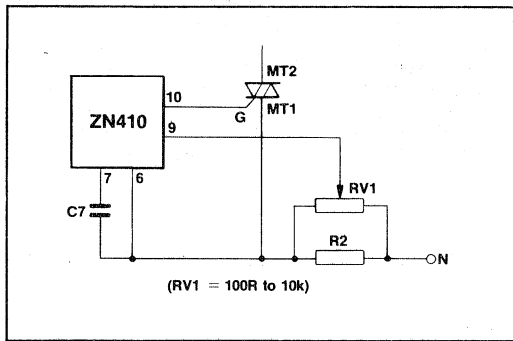 MT2
10
ZN410
MT1
G
9
7
6
RV1
C7
R2
N
(RV1 = 100R to 10k)